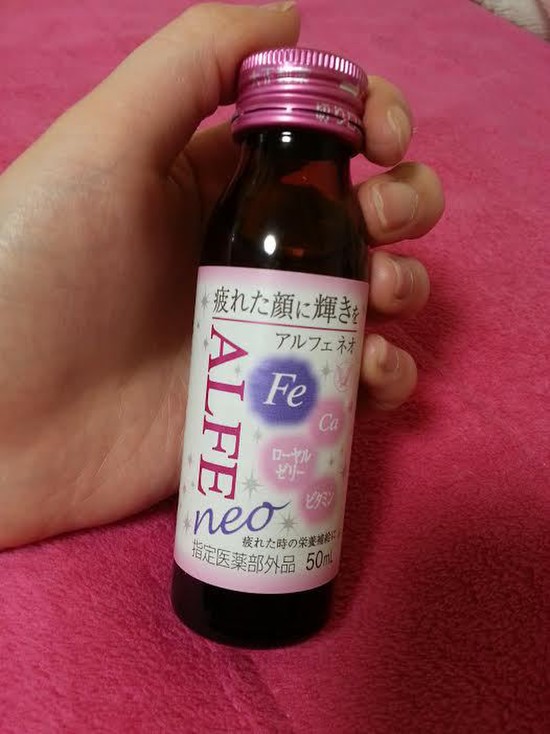 疲れた顔に輝きを
アルフェ ネオ
ALFE
neo
Fe
Ca
ローヤル
ゼリー
ビタミン
疲れた時の栄養補給に
指定医薬部外品 50mL